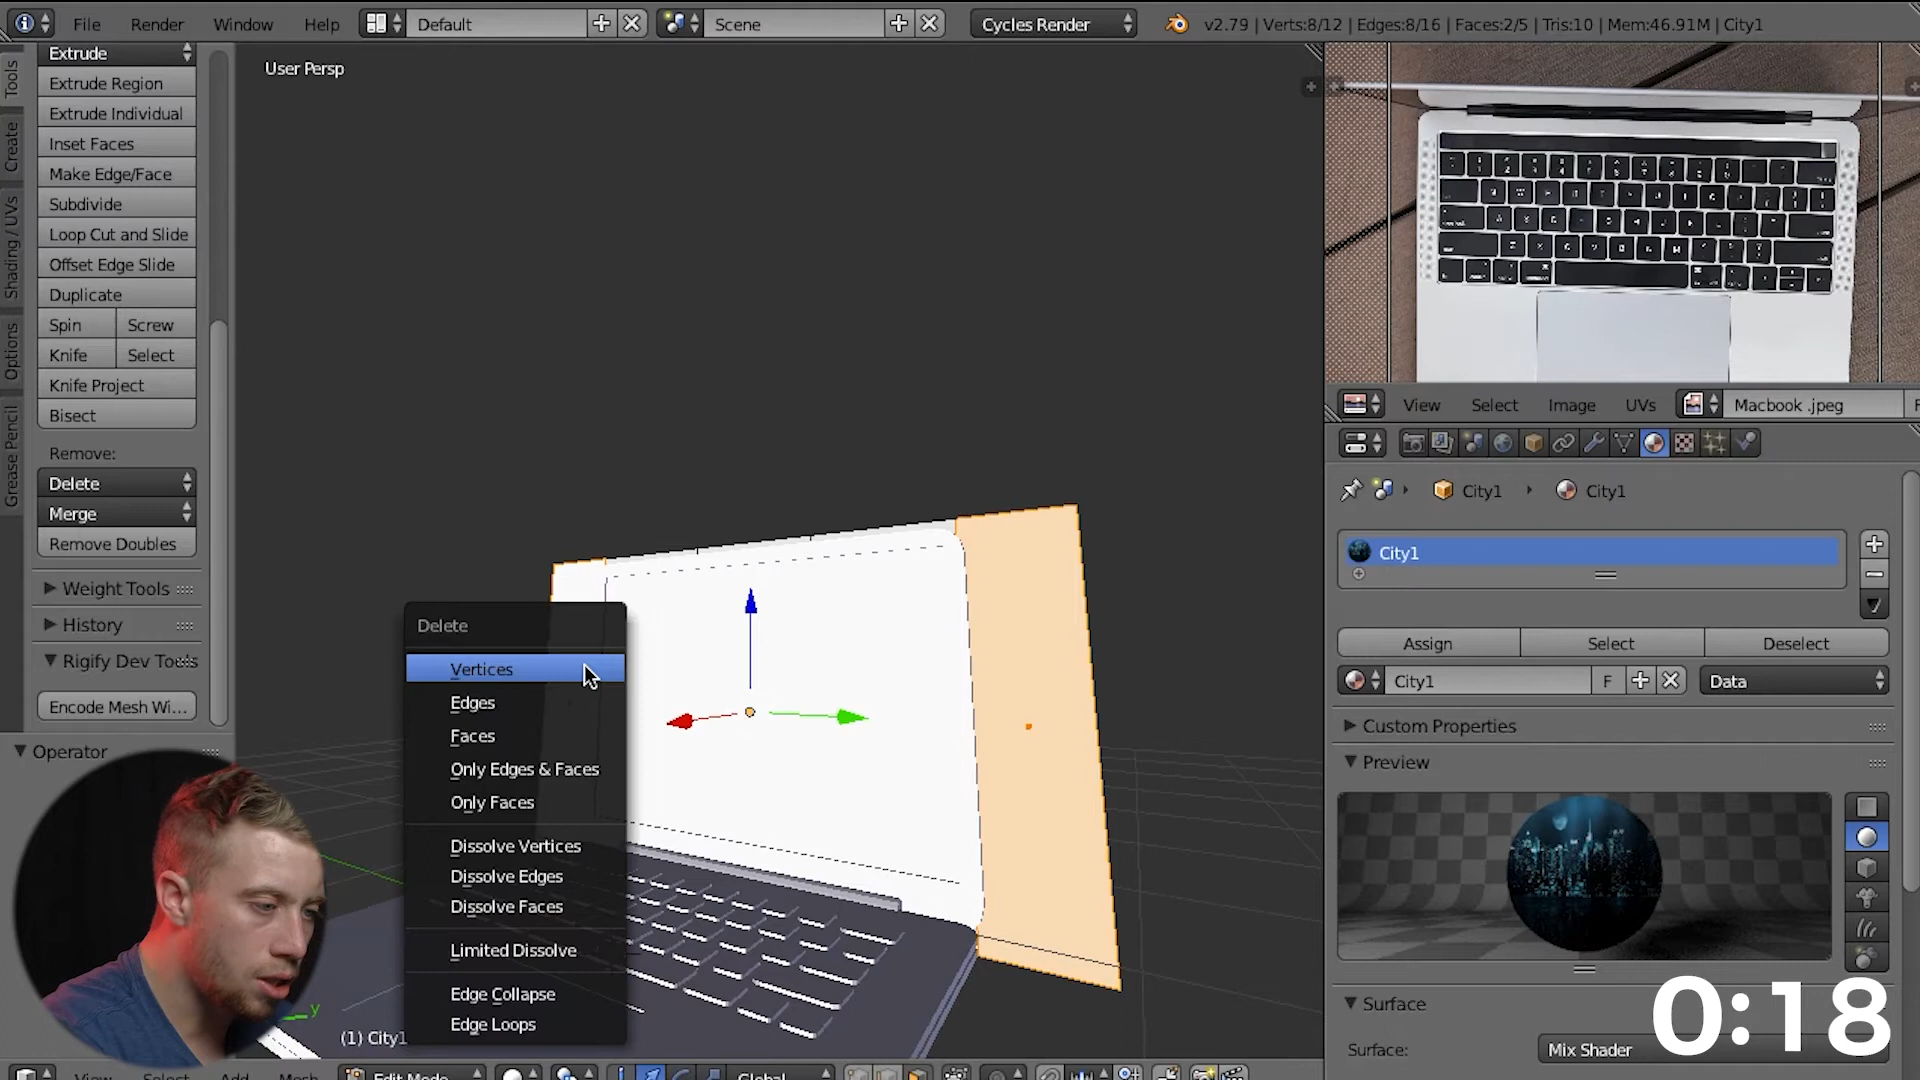 File Render Window Help Default Scene Cycles Render v2.79 | Verts:8/12 | Edges:8/16 | Faces:2/5 | Tris:10 | Mem:46.91M | City1
Tools
Create
Shading / UVs
Options
Grease Pencil
Extrude
Extrude Region
Extrude Individual
Inset Faces
Make Edge/Face
Subdivide
Loop Cut and Slide
Offset Edge Slide
Duplicate
Spin Screw
Knife Select
Knife Project
Bisect
Remove:
Delete
Merge
Remove Doubles
Weight Tools
History
Rigify Dev Tools
Encode Mesh Wi...
Operator
User Persp
Delete
Vertices
Edges
Faces
Only Edges & Faces
Only Faces
Dissolve Vertices
Dissolve Edges
Dissolve Faces
Limited Dissolve
Edge Collapse
Edge Loops
y
(1) City1
View Select Add Mesh Edit Mode Global
View Select Image UVs Macbook .jpeg F
City1 City1
City1
Assign Select Deselect
City1 F Data
Custom Properties
Preview
Surface
Surface: Mix Shader
0:18